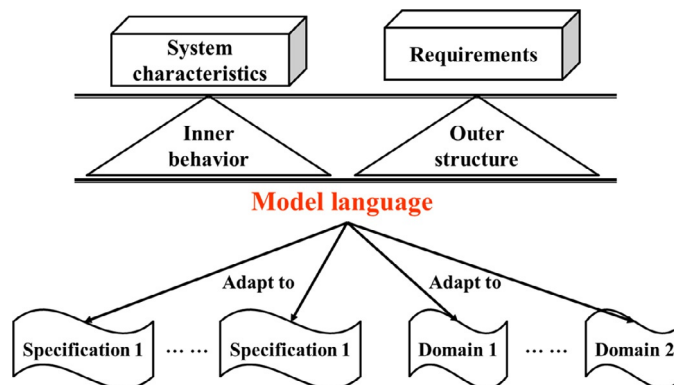 System
characteristics
Requirements
Inner
behavior
Outer
structure
Model language
Adapt to
Adapt to
Specification 1
... ...
Specification 1
Domain 1
... ...
Domain 2